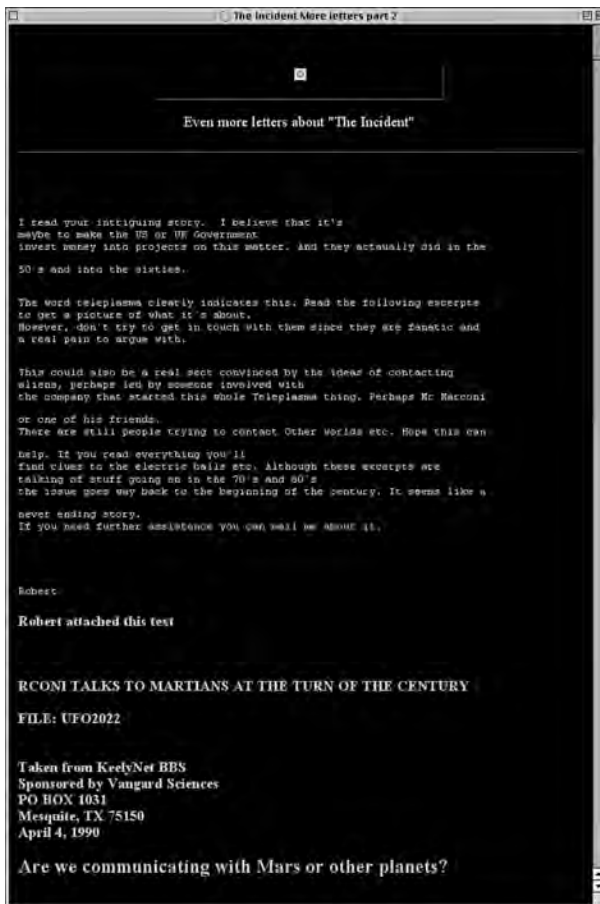 The Incident More letters part 2
Even more letters about "The Incident"
I read your intriguing story. I believe that it's
maybe to make the US or UK Government
invest money into projects on this matter. And they actaually did in the
50's and into the sixties.
The word teleplasma clearly indicates this. Read the following excerpts
to get a picture of what it's about.
However, don't try to get in touch with them since they are fanatic and
a real pain to argue with.
This could also be a real sect convinced by the ideas of contacting
aliens, perhaps led by someone involved with
the company that started this whole Teleplasma thing. Perhaps Mr Marconi
or one of his friends.
There are still people trying to contact Other worlds etc. Hope this can
help. If you read everything you'll
find clues to the electric balls etc. Although these excerpts are
talking of stuff going on in the 70's and 80's
the issue goes way back to the beginning of the century. It seems like a
never ending story.
If you need further assistance you can mail me about it.
Robert
Robert attached this text
RCONI TALKS TO MARTIANS AT THE TURN OF THE CENTURY
FILE: UFO2022
Taken from KeelyNet BBS
Sponsored by Vangard Sciences
PO BOX 1031
Mesquite, TX 75150
April 4, 1990
Are we communicating with Mars or other planets?